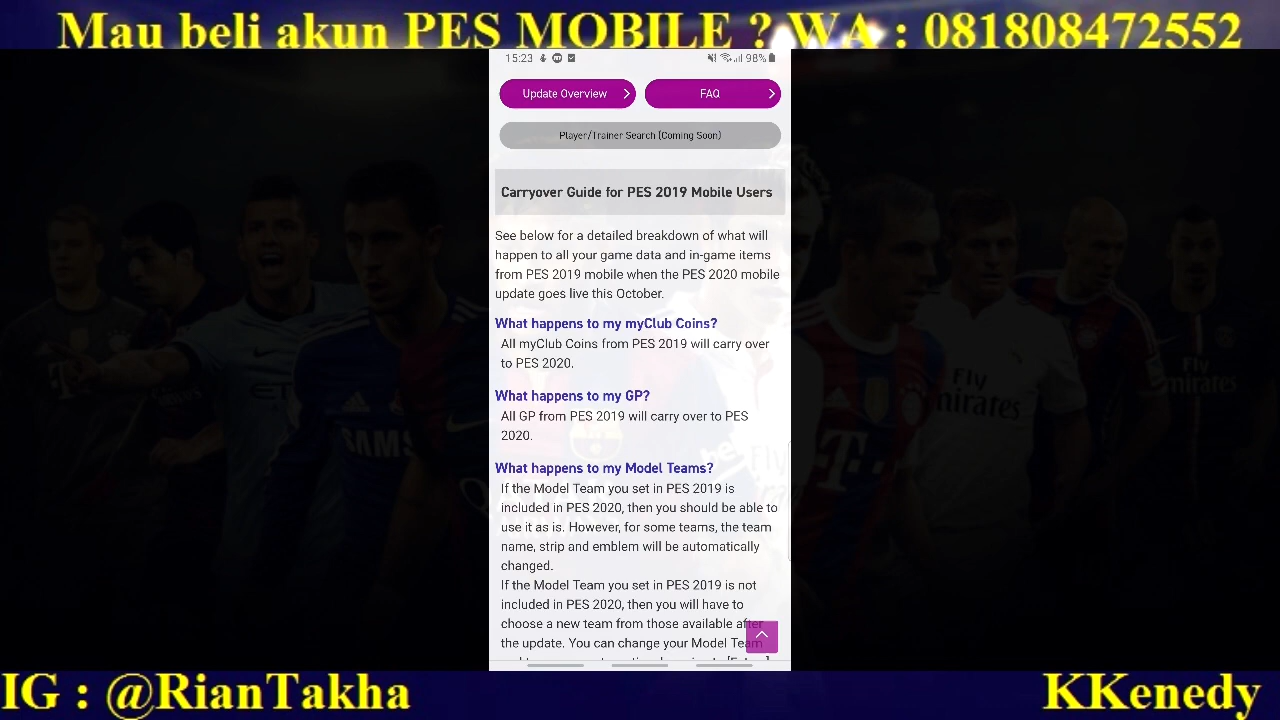 Mau beli akun PES MOBILE ? WA : 081808472552
15:23 98%
Update Overview
FAQ
Player/Trainer Search (Coming Soon)
Carryover Guide for PES 2019 Mobile Users
See below for a detailed breakdown of what will
happen to all your game data and in-game items
from PES 2019 mobile when the PES 2020 mobile
update goes live this October.
What happens to my myClub Coins?
All myClub Coins from PES 2019 will carry over
to PES 2020.
What happens to my GP?
All GP from PES 2019 will carry over to PES
2020.
What happens to my Model Teams?
If the Model Team you set in PES 2019 is
included in PES 2020, then you should be able to
use it as is. However, for some teams, the team
name, strip and emblem will be automatically
changed.
If the Model Team you set in PES 2019 is not
included in PES 2020, then you will have to
choose a new team from those available after
the update. You can change your Model Team
Fly
Emirates
SAMS
IG : @RianTakha
KKenedy